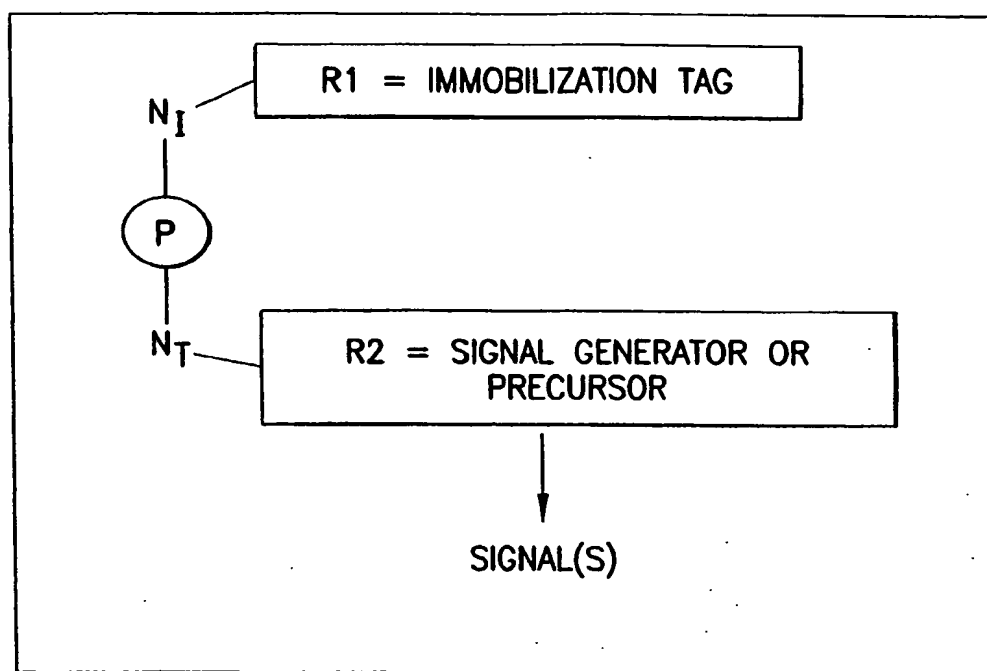 R1 = IMMOBILIZATION TAG
N_I
P
N_T
R2 = SIGNAL GENERATOR OR
PRECURSOR
SIGNAL(S)